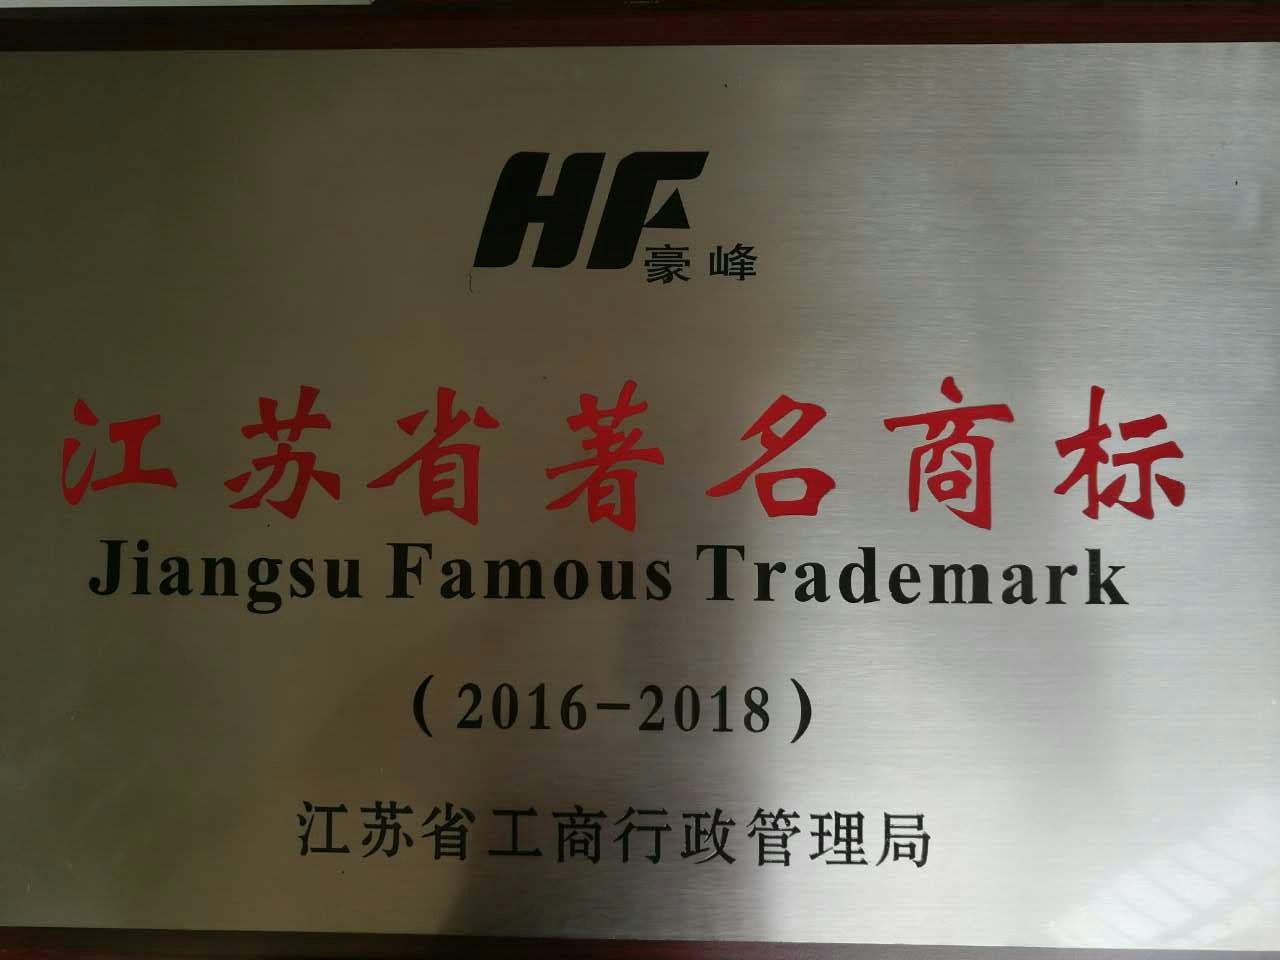 HF
豪峰
江苏省著名商标
Jiangsu Famous Trademark
(2016-2018)
江苏省工商行政管理局